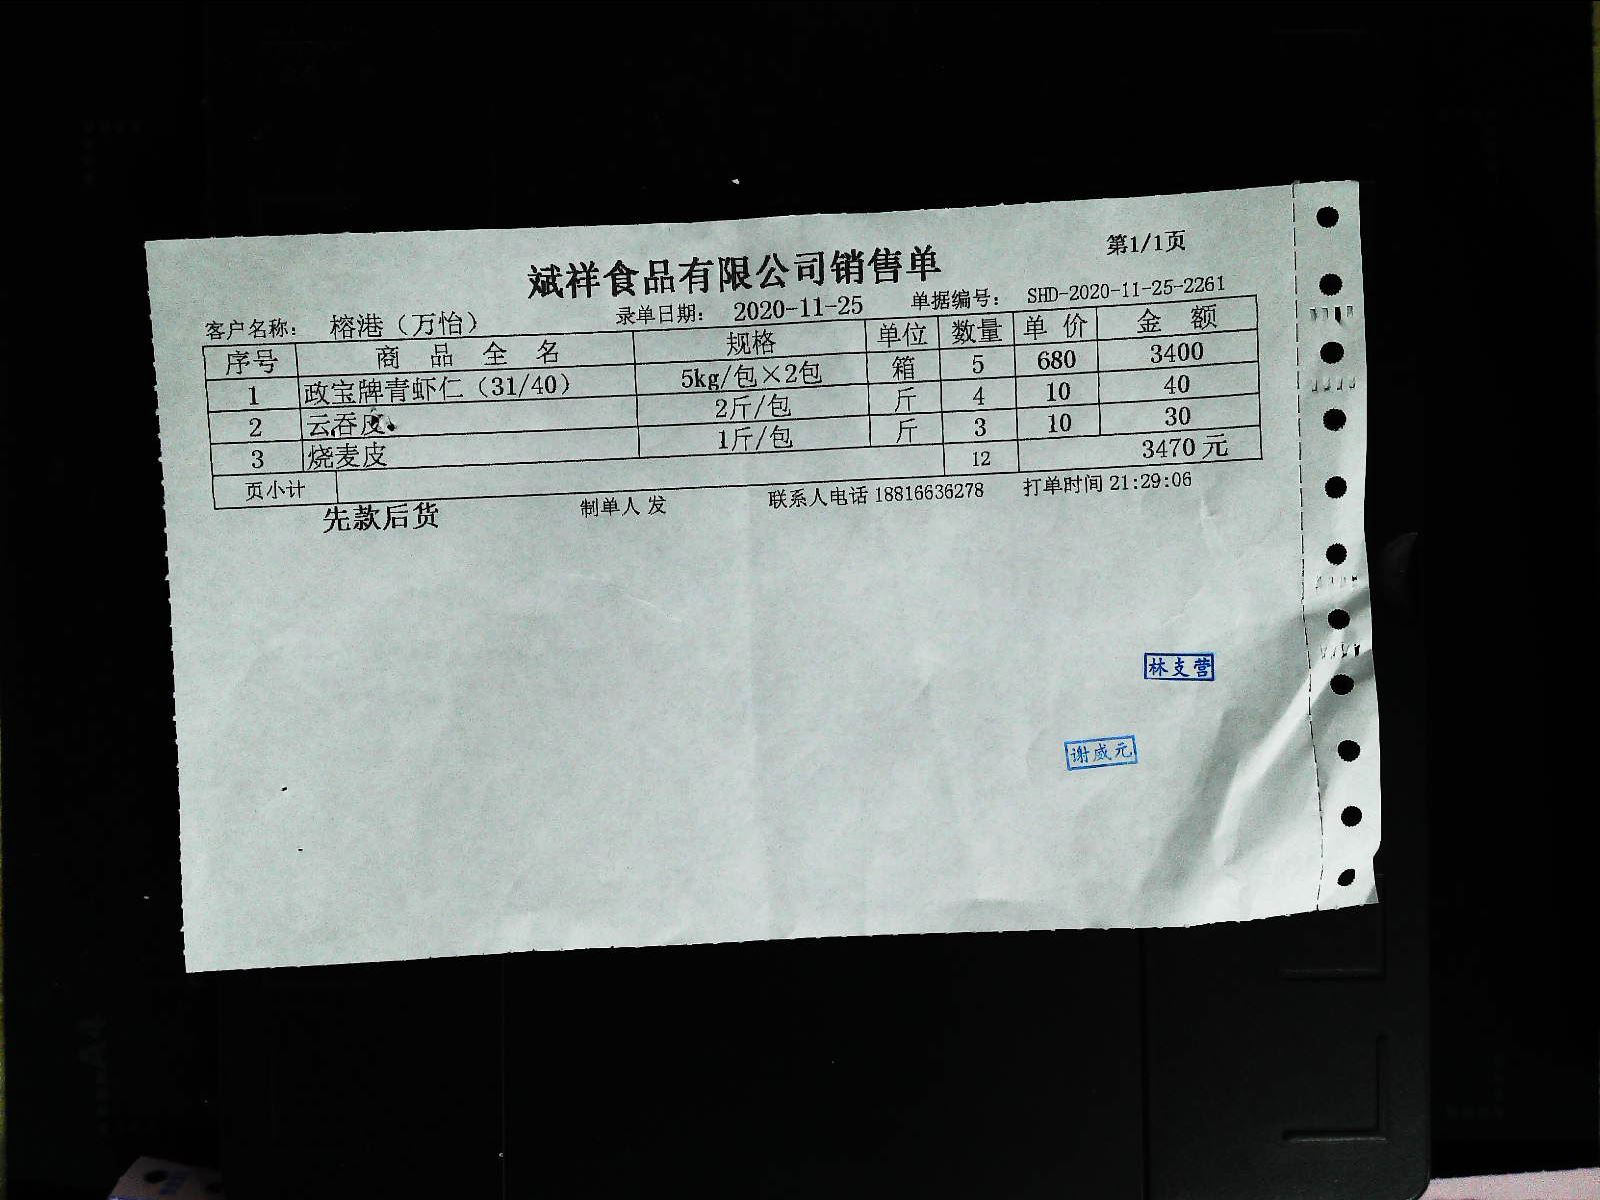 第1/1页
斌祥食品有限公司销售单
客户名称： 榕港（万怡） 录单日期： 2020-11-25 单据编号： SHD-2020-11-25-2261
序号 商品全名 规格 单位 数量 单价 金额
1 政宝牌青虾仁（31/40） 5kg/包×2包 箱 5 680 3400
2 云吞皮 2斤/包 斤 4 10 40
3 烧麦皮 1斤/包 斤 3 10 30
页小计 12 3470元
先款后货 制单人 发 联系人电话 18816636278 打单时间 21:29:06
林支营
谢威元